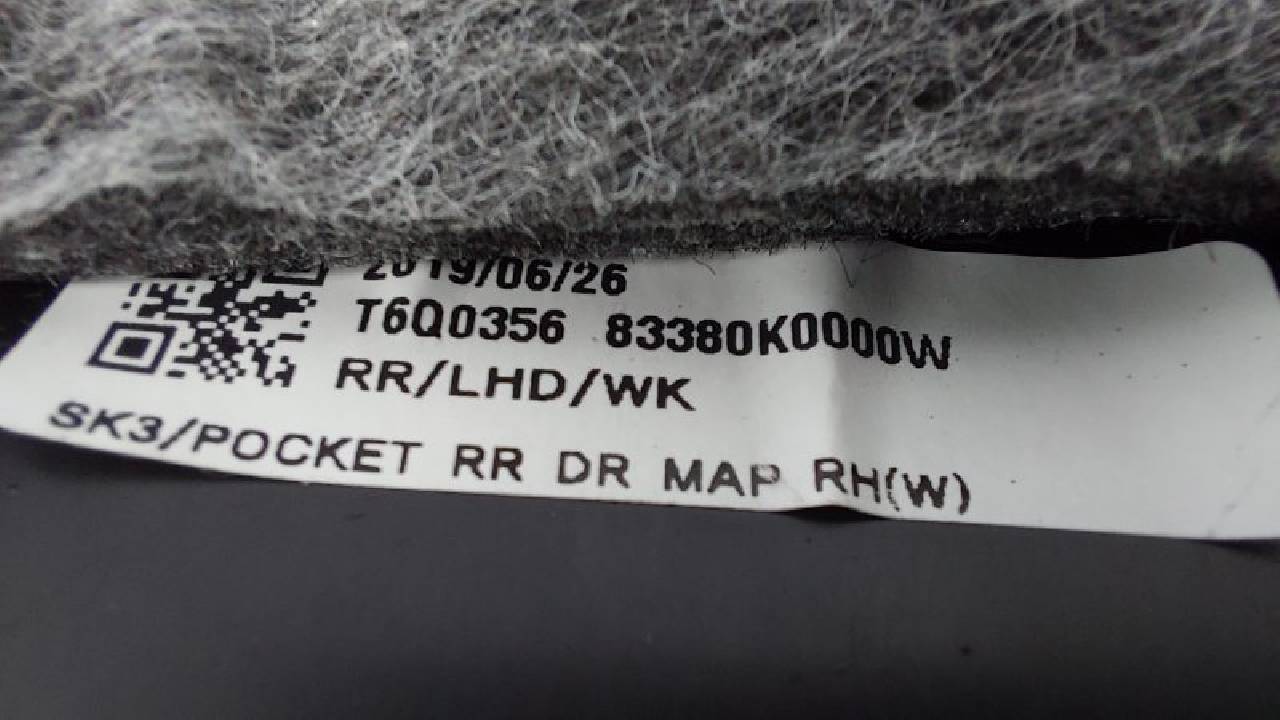 2019/06/26
T6Q0356 83380K0000W
RR/LHD/WK
SK3/POCKET RR DR MAP RH(W)